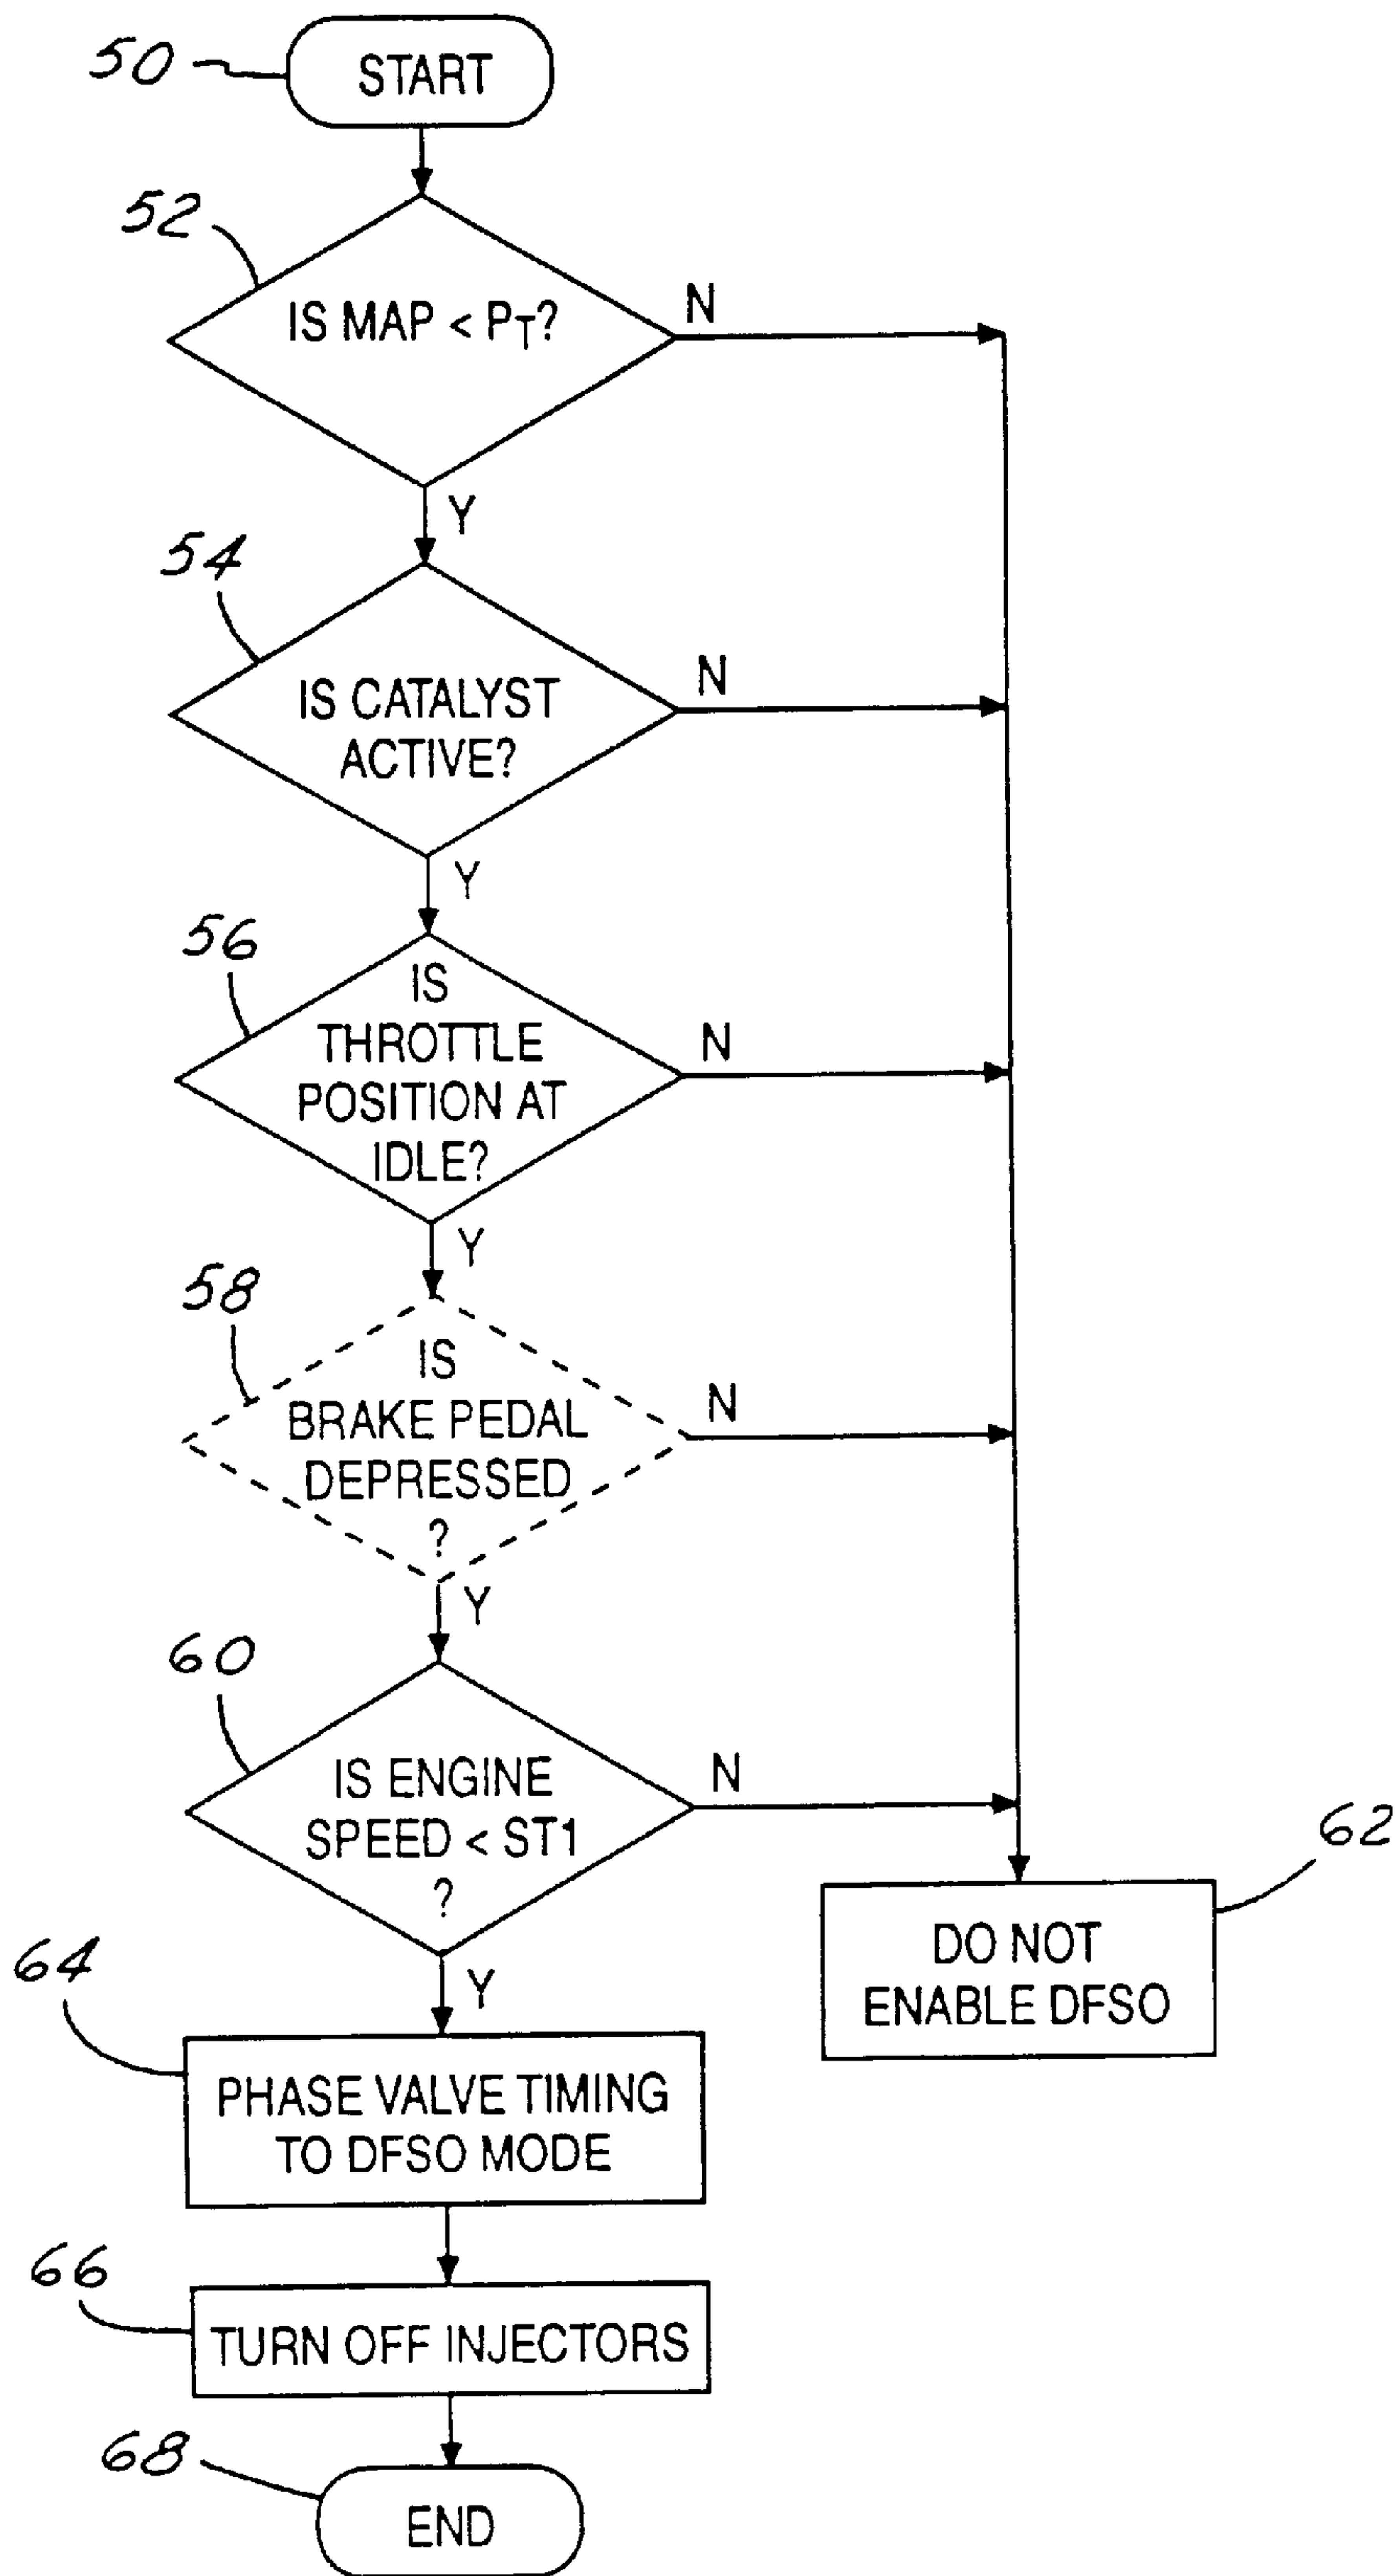 50
START
52
IS MAP < PT?
N
Y
54
IS CATALYST
ACTIVE?
N
Y
56
IS
THROTTLE
POSITION AT
IDLE?
N
Y
58
IS
BRAKE PEDAL
DEPRESSED
?
N
Y
60
IS ENGINE
SPEED < ST1
?
N
Y
62
DO NOT
ENABLE DFSO
64
PHASE VALVE TIMING
TO DFSO MODE
66
TURN OFF INJECTORS
68
END